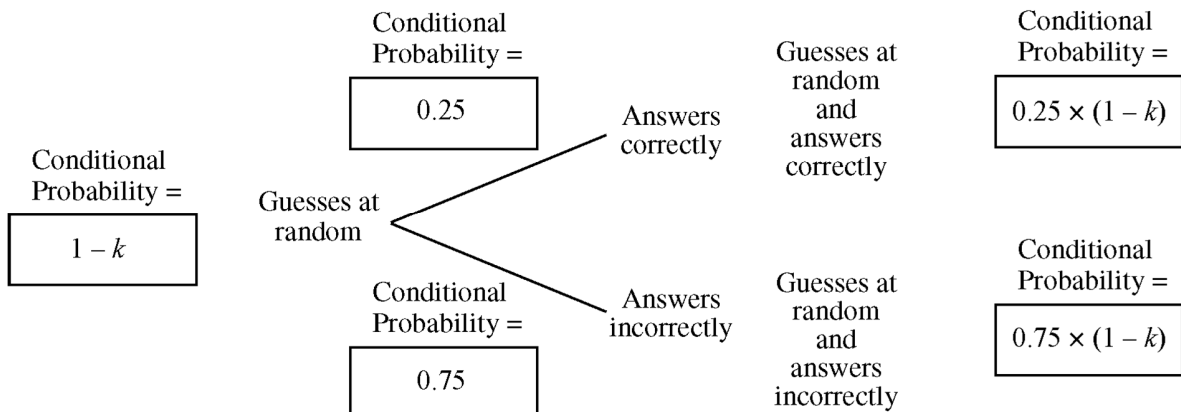 Conditional
Probability =
1 – k
Guesses at
random
Conditional
Probability =
0.25
Answers
correctly
Guesses at
random
and
answers
correctly
Conditional
Probability =
0.25 × (1 – k)
Conditional
Probability =
0.75
Answers
incorrectly
Guesses at
random
and
answers
incorrectly
Conditional
Probability =
0.75 × (1 – k)